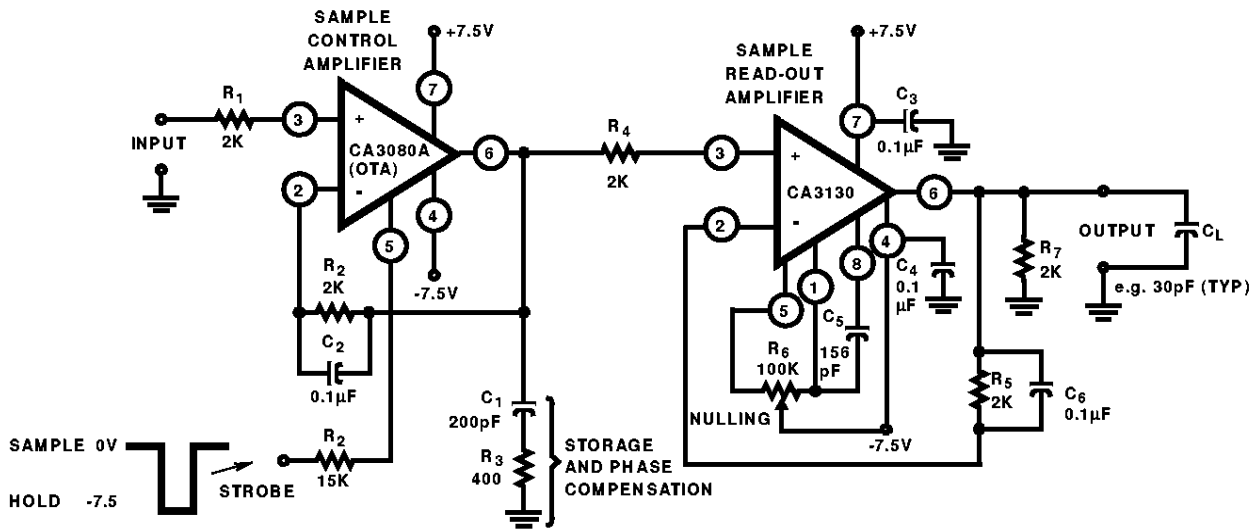 SAMPLE
CONTROL
AMPLIFIER
+7.5V
7
R1
2K
3
+
INPUT
CA3080A
(OTA)
6
2
-
4
5
-7.5V
R2
2K
C2
0.1µF
C1
200pF
R3
400
STORAGE
AND PHASE
COMPENSATION
SAMPLE 0V
HOLD -7.5
STROBE
R2
15K
R4
2K
SAMPLE
READ-OUT
AMPLIFIER
+7.5V
7
C3
0.1µF
3
+
CA3130
6
2
-
4
8
1
5
C4
0.1
µF
C5
156
pF
R6
100K
NULLING
-7.5V
R7
2K
OUTPUT
CL
e.g. 30pF (TYP)
R5
2K
C6
0.1µF